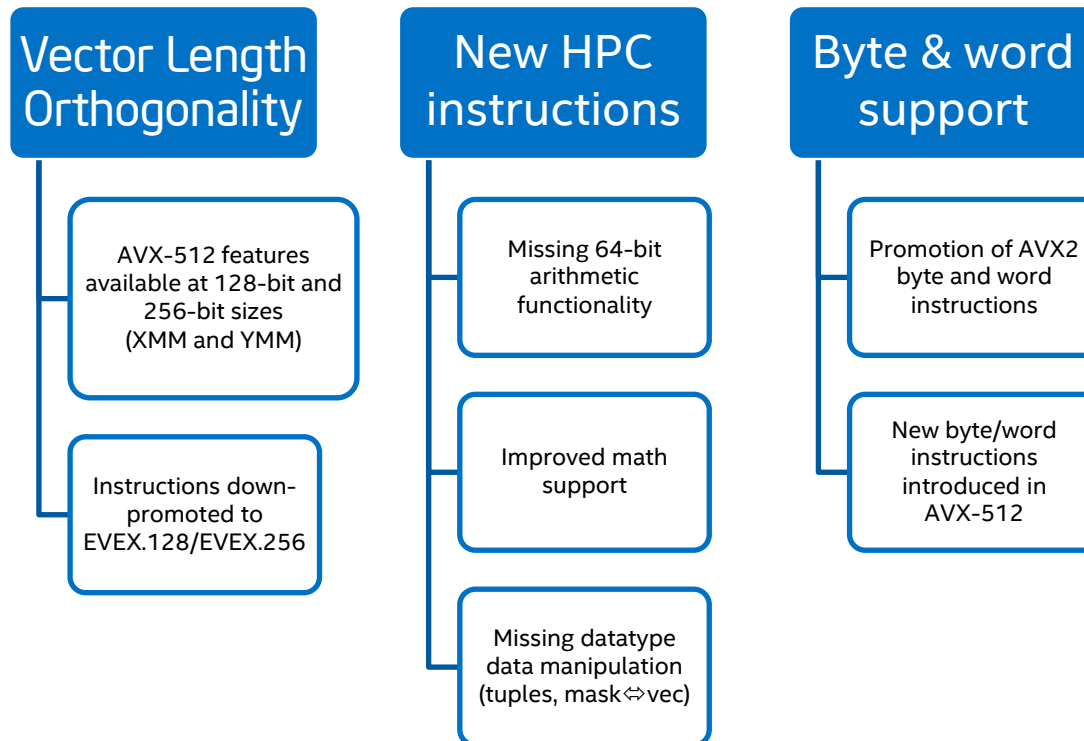 Vector Length
Orthogonality
AVX-512 features
available at 128-bit and
256-bit sizes
(XMM and YMM)
Instructions down-
promoted to
EVEX.128/EVEX.256
New HPC
instructions
Missing 64-bit
arithmetic
functionality
Improved math
support
Missing datatype
data manipulation
(tuples, mask⇔vec)
Byte & word
support
Promotion of AVX2
byte and word
instructions
New byte/word
instructions
introduced in
AVX-512